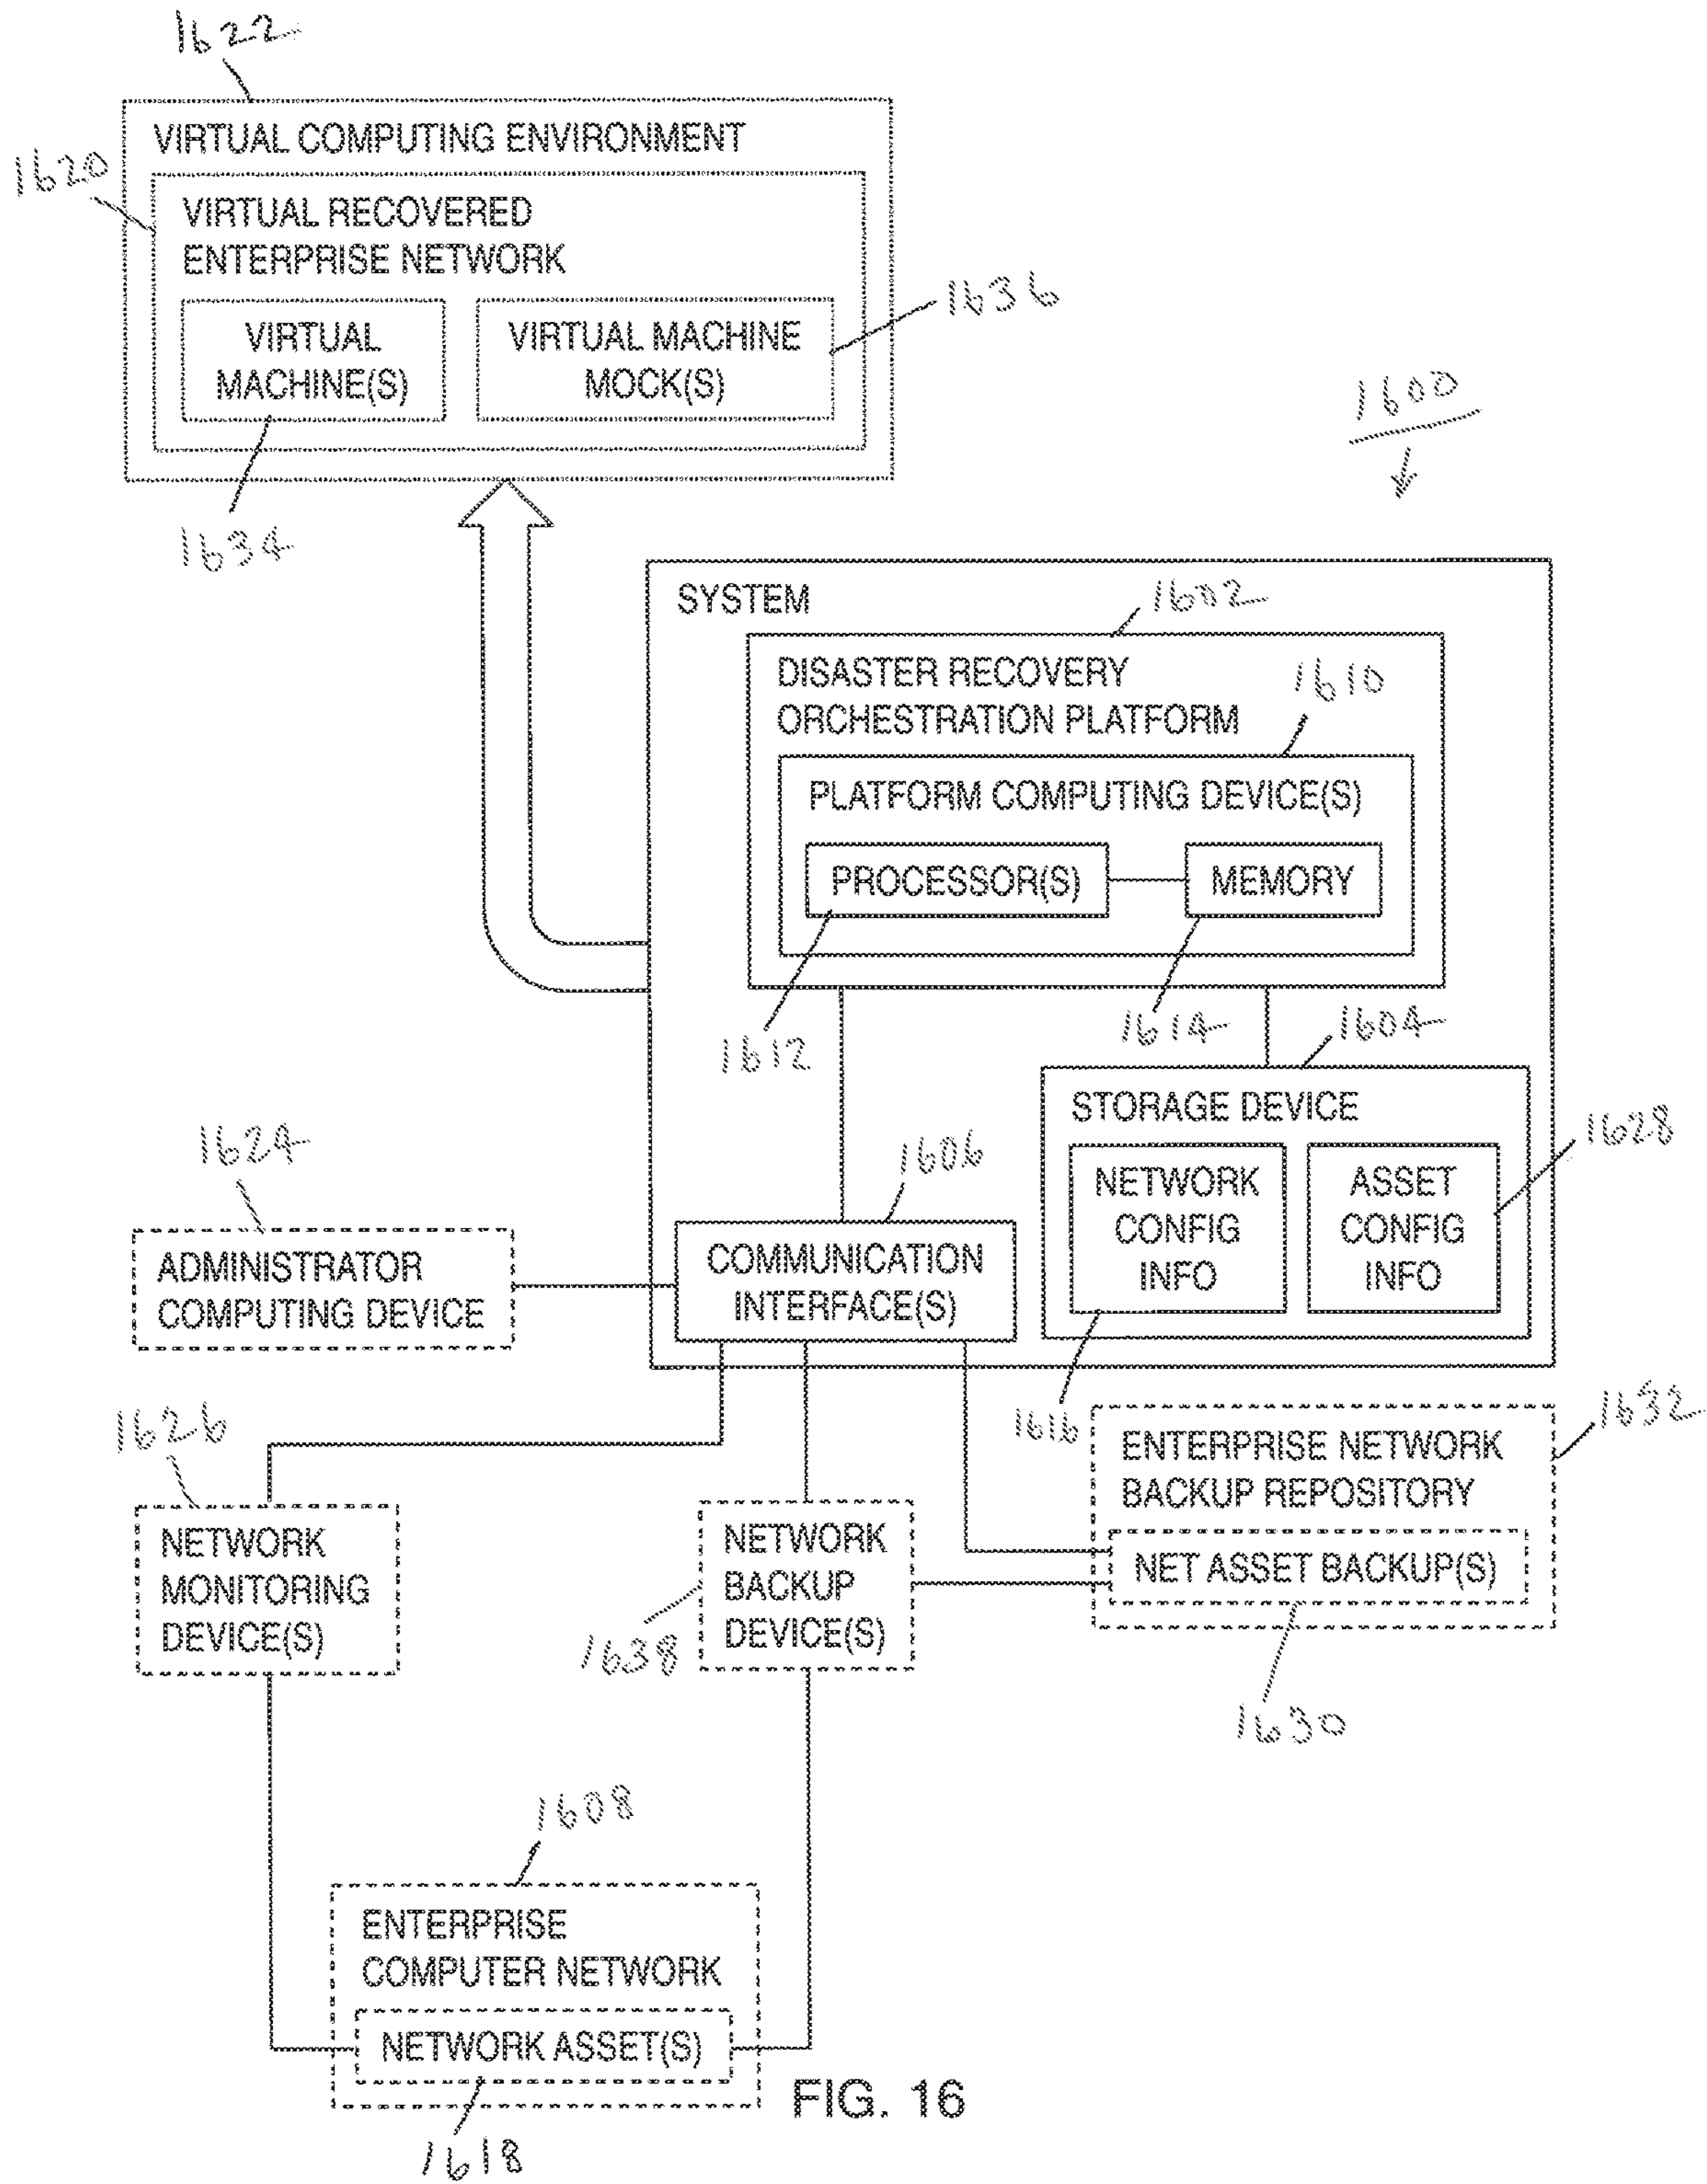 1622
VIRTUAL COMPUTING ENVIRONMENT
1620
VIRTUAL RECOVERED
ENTERPRISE NETWORK
1636
VIRTUAL
MACHINE(S)
VIRTUAL MACHINE
MOCK(S)
1634
1600
SYSTEM
1602
DISASTER RECOVERY
ORCHESTRATION PLATFORM
1610
PLATFORM COMPUTING DEVICE(S)
PROCESSOR(S)
MEMORY
1612
1614
1604
STORAGE DEVICE
1628
NETWORK
CONFIG
INFO
ASSET
CONFIG
INFO
1624
1606
ADMINISTRATOR
COMPUTING DEVICE
COMMUNICATION
INTERFACE(S)
1616
1626
1632
ENTERPRISE NETWORK
BACKUP REPOSITORY
NET ASSET BACKUP(S)
NETWORK
MONITORING
DEVICE(S)
NETWORK
BACKUP
DEVICE(S)
1638
1630
1608
ENTERPRISE
COMPUTER NETWORK
NETWORK ASSET(S)
1618
FIG. 16